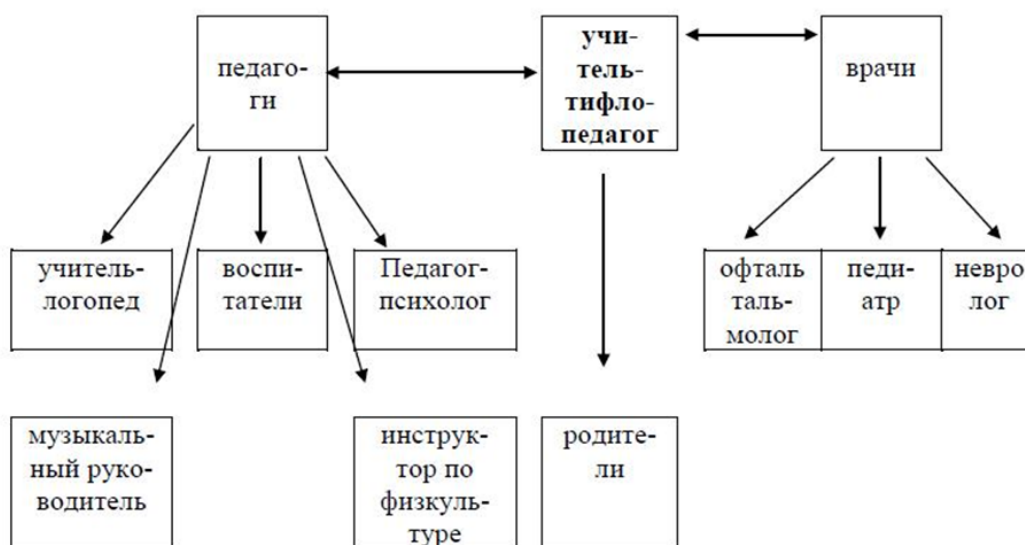 педаго-
ги
учи-
тель-
тифло-
педагог
врачи
учитель-
логопед
воспи-
татели
Педагог-
психолог
офталь
таль-
молог
педи-
атр
невро
лог
музыкаль-
ный руко-
водитель
инструк-
тор по
физкуль-
туре
родите-
ли